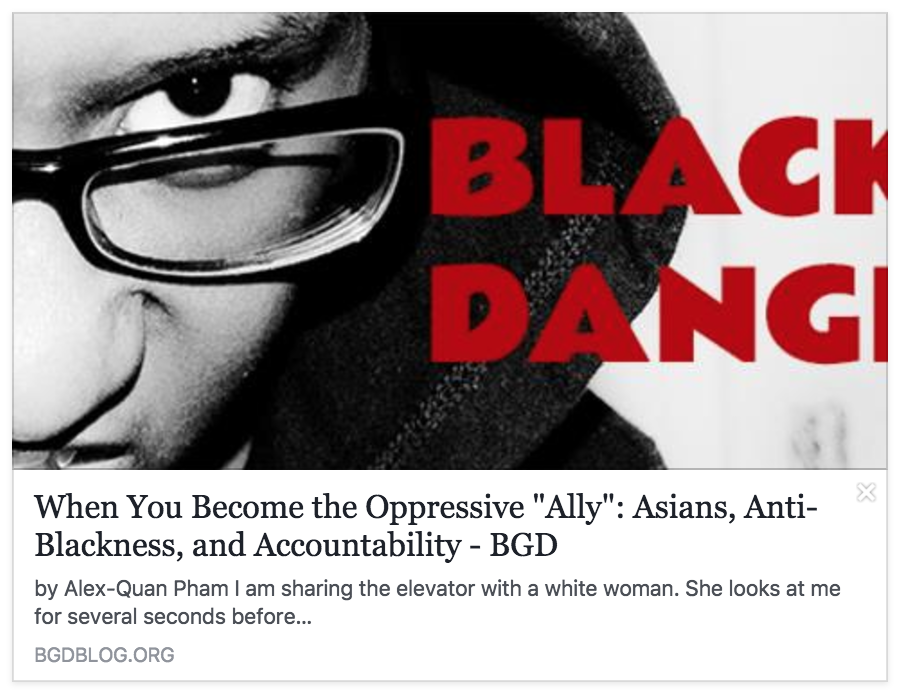 BLACK
DANG
When You Become the Oppressive "Ally": Asians, Anti-
Blackness, and Accountability - BGD
by Alex-Quan Pham I am sharing the elevator with a white woman. She looks at me
for several seconds before...
BGDBLOG.ORG